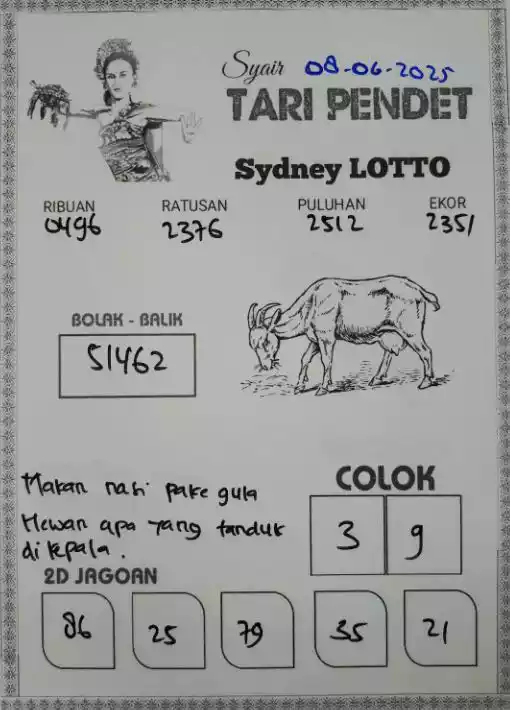 Syair 08-06-2025
TARI PENDET
Sydney LOTTO
RIBUAN RATUSAN PULUHAN EKOR
0496 2376 2512 2351
BOLAK - BALIK
51462
Makan nasi pake gula
Hewan apa yang tanduk
di kepala.
COLOK
3 9
2D JAGOAN
86 25 79 35 21